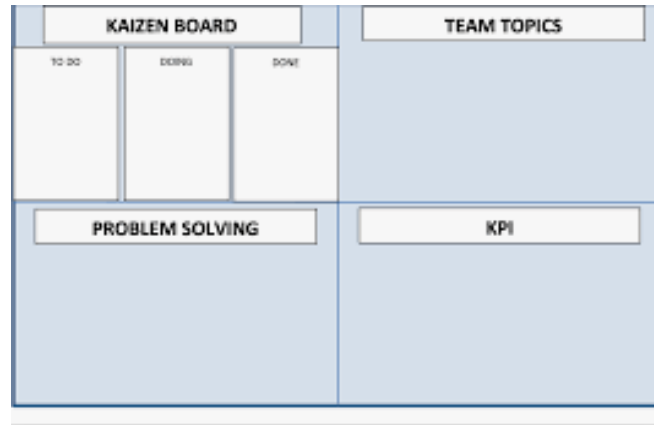 KAIZEN BOARD
TEAM TOPICS
TO DO
DOING
DONE
PROBLEM SOLVING
KPI